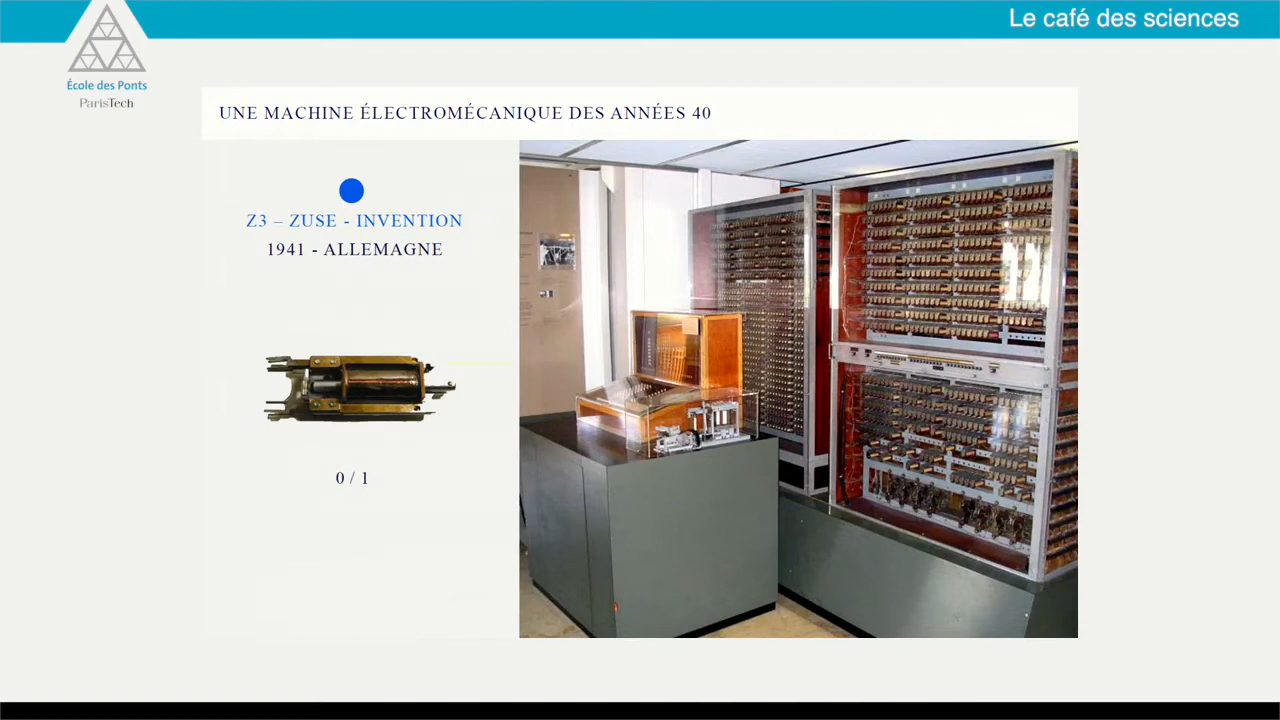 Le café des sciences
École des Ponts
ParisTech
UNE MACHINE ÉLECTROMÉCANIQUE DES ANNÉES 40
Z3 – ZUSE - INVENTION
1941 - ALLEMAGNE
0 / 1